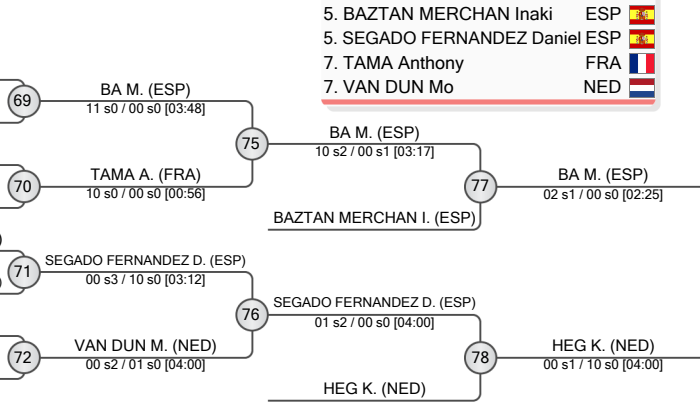 5. BAZTAN MERCHAN Inaki ESP
5. SEGADO FERNANDEZ Daniel ESP
7. TAMA Anthony FRA
7. VAN DUN Mo NED
69
BA M. (ESP)
11 s0 / 00 s0 [03:48]
75
BA M. (ESP)
10 s2 / 00 s1 [03:17]
70
TAMA A. (FRA)
10 s0 / 00 s0 [00:56]
77
BA M. (ESP)
02 s1 / 00 s0 [02:25]
BAZTAN MERCHAN I. (ESP)
71
SEGADO FERNANDEZ D. (ESP)
00 s3 / 10 s0 [03:12]
76
SEGADO FERNANDEZ D. (ESP)
01 s2 / 00 s0 [04:00]
72
VAN DUN M. (NED)
00 s2 / 01 s0 [04:00]
78
HEG K. (NED)
00 s1 / 10 s0 [04:00]
HEG K. (NED)